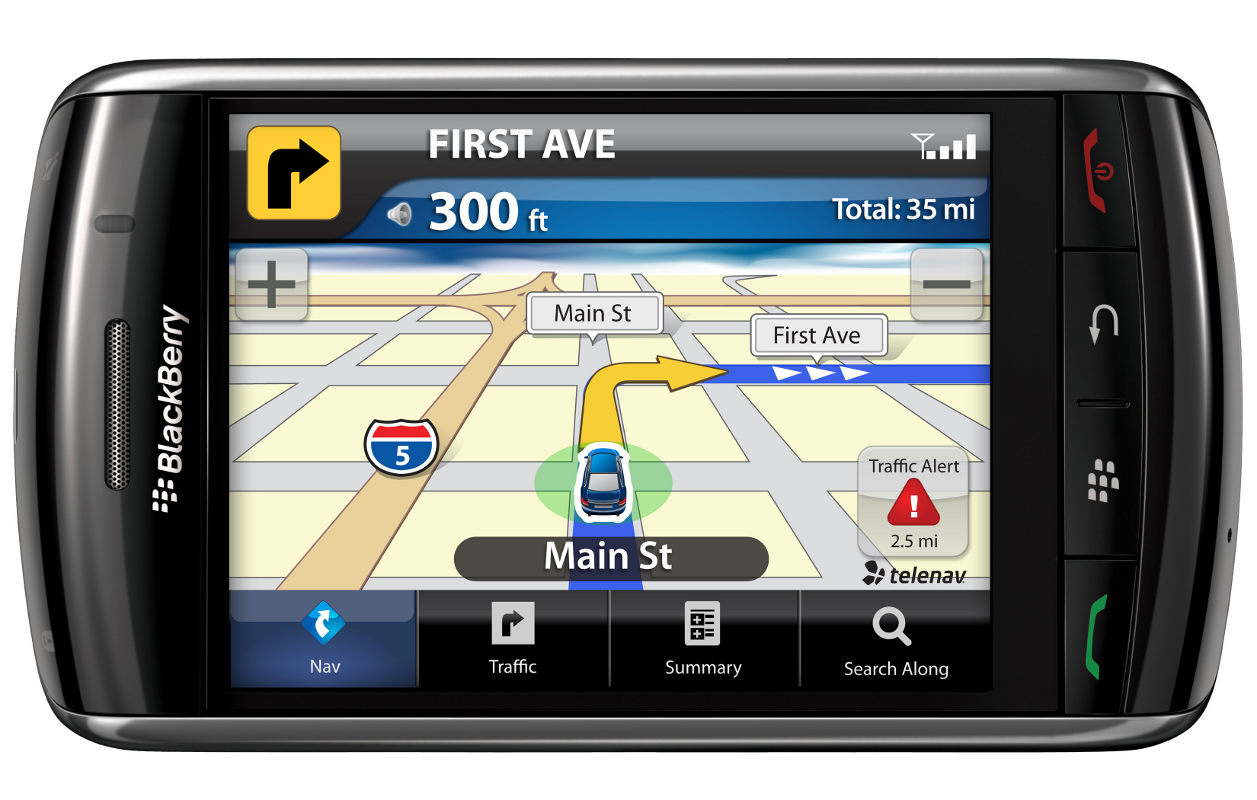 FIRST AVE
300 ft
Total: 35 mi
Main St
First Ave
5
Traffic Alert
!
2.5 mi
Main St
telenav
Nav
Traffic
Summary
Search Along
BlackBerry